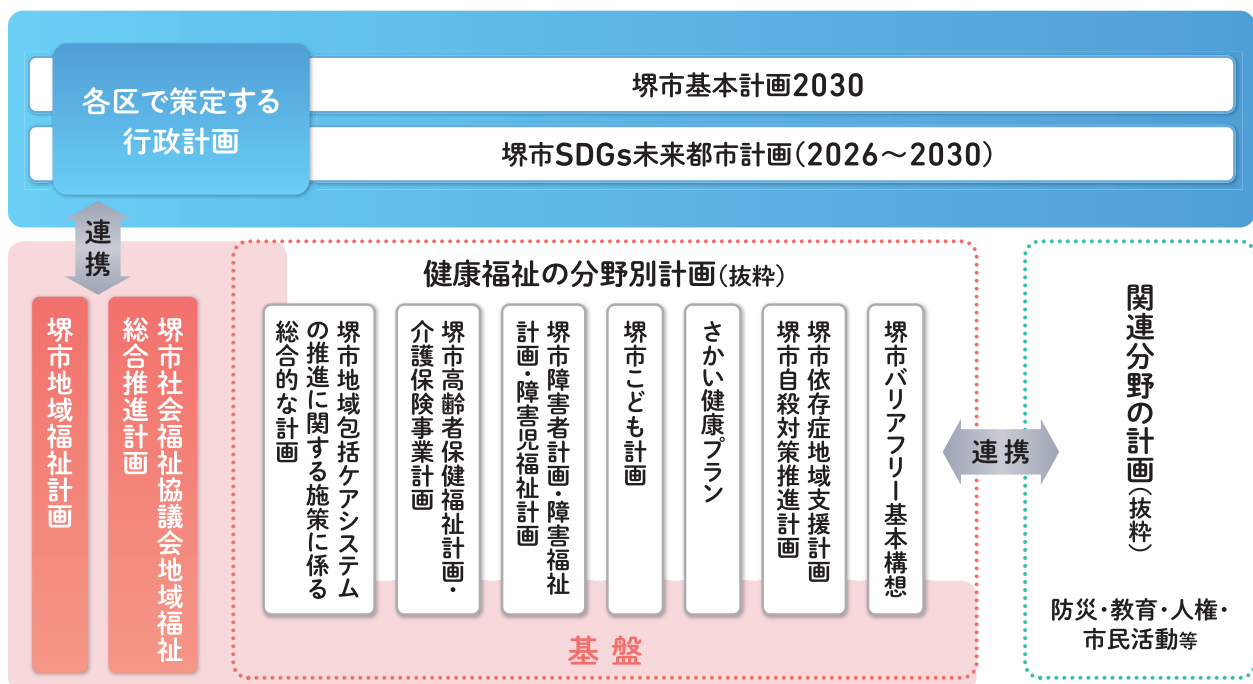 各区で策定する
行政計画
堺市基本計画2030
堺市SDGs未来都市計画(2026～2030)
連携
堺市地域福祉計画
堺市社会福祉協議会地域福祉
総合推進計画
健康福祉の分野別計画(抜粋)
堺市地域包括ケアシステム
の推進に関する施策に係る
総合的な計画
堺市高齢者保健福祉計画・
介護保険事業計画
堺市障害者計画・障害福祉
計画・障害児福祉計画
堺市こども計画
さかい健康プラン
堺市依存症地域支援計画
堺市自殺対策推進計画
堺市バリアフリー基本構想
基盤
連携
関連分野の計画(抜粋)
防災・教育・人権・
市民活動等